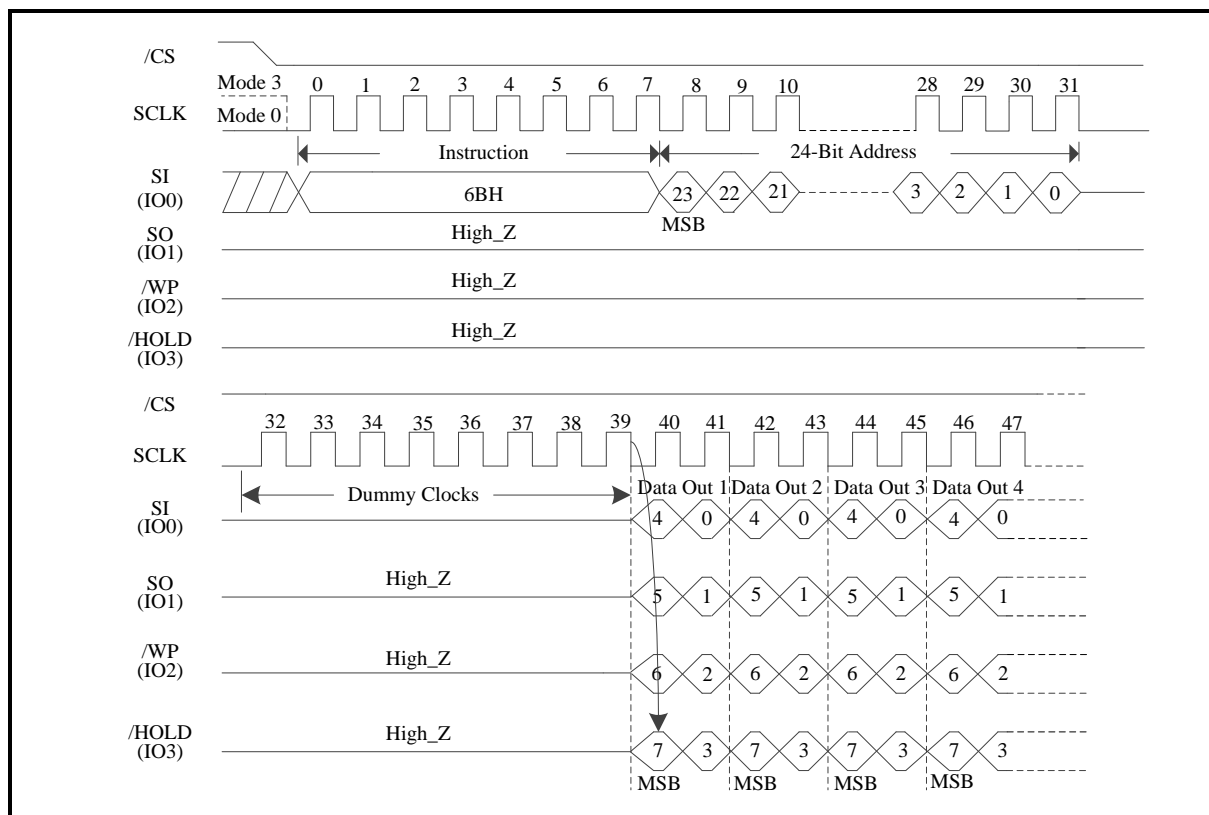 /CS
Mode 3 0 1 2 3 4 5 6 7 8 9 10 28 29 30 31
SCLK Mode 0
Instruction 24-Bit Address
SI
(IO0) 6BH 23 22 21 3 2 1 0
MSB
SO
(IO1) High_Z
/WP
(IO2) High_Z
/HOLD
(IO3) High_Z
/CS
32 33 34 35 36 37 38 39 40 41 42 43 44 45 46 47
SCLK
Dummy Clocks Data Out 1 Data Out 2 Data Out 3 Data Out 4
SI
(IO0) 4 0 4 0 4 0 4 0
SO
(IO1) High_Z 5 1 5 1 5 1 5 1
/WP
(IO2) High_Z 6 2 6 2 6 2 6 2
/HOLD
(IO3) High_Z 7 3 7 3 7 3 7 3
MSB MSB MSB MSB